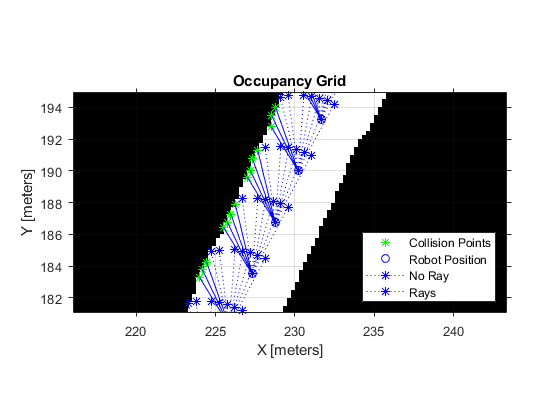 Occupancy Grid
Y [meters]
194
192
190
188
186
184
182
220
225
230
235
240
X [meters]
Collision Points
Robot Position
No Ray
Rays